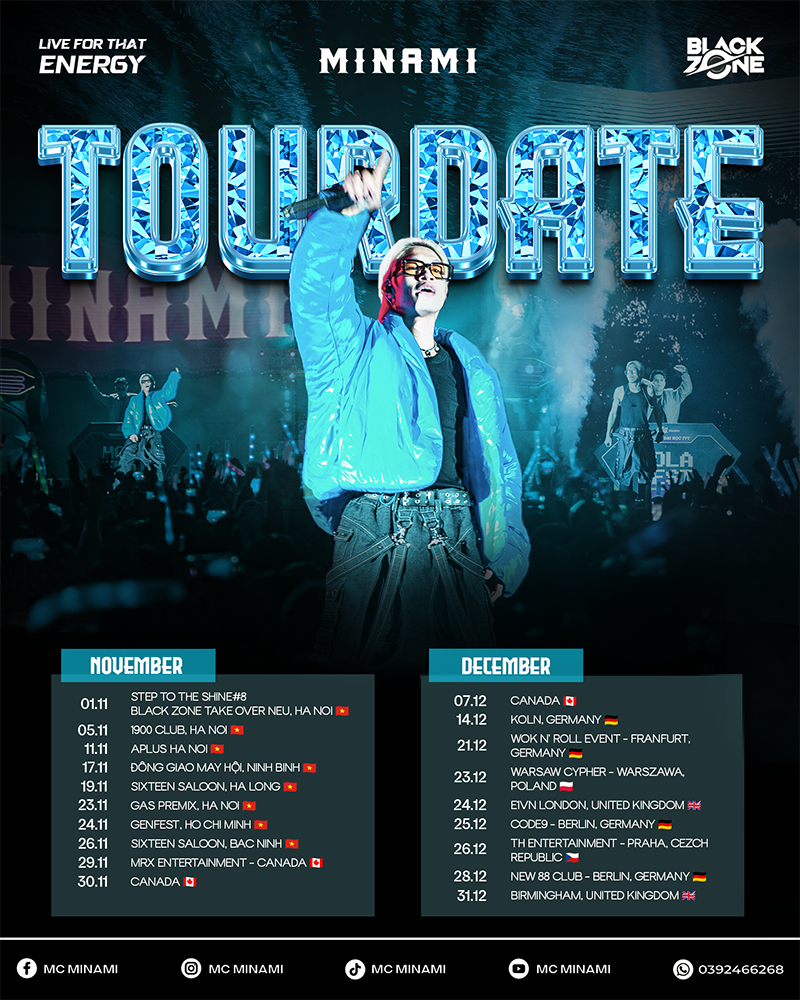 LIVE FOR THAT
ENERGY
MINAMI
BLACK
ZONE
TOURDATE
MINAMI
NOVEMBER
01.11 STEP TO THE SHINE#8
BLACK ZONE TAKE OVER NEU, HA NOI
05.11 1900 CLUB, HA NOI
11.11 APLUS HA NOI
17.11 ĐÔNG GIAO MAY HỘI, NINH BINH
19.11 SIXTEEN SALOON, HA LONG
23.11 GAS PREMIX, HA NOI
24.11 GENFEST, HO CHI MINH
26.11 SIXTEEN SALOON, BAC NINH
29.11 MRX ENTERTAINMENT - CANADA
30.11 CANADA
DECEMBER
07.12 CANADA
14.12 KOLN, GERMANY
21.12 WOK N' ROLL EVENT - FRANFURT,
GERMANY
23.12 WARSAW CYPHER - WARSZAWA,
POLAND
24.12 EIVN LONDON, UNITED KINGDOM
25.12 CODE9 - BERLIN, GERMANY
26.12 TH ENTERTAINMENT - PRAHA, CEZCH
REPUBLIC
28.12 NEW 88 CLUB - BERLIN, GERMANY
31.12 BIRMINGHAM, UNITED KINGDOM
MC MINAMI
MC MINAMI
MC MINAMI
MC MINAMI
0392466268